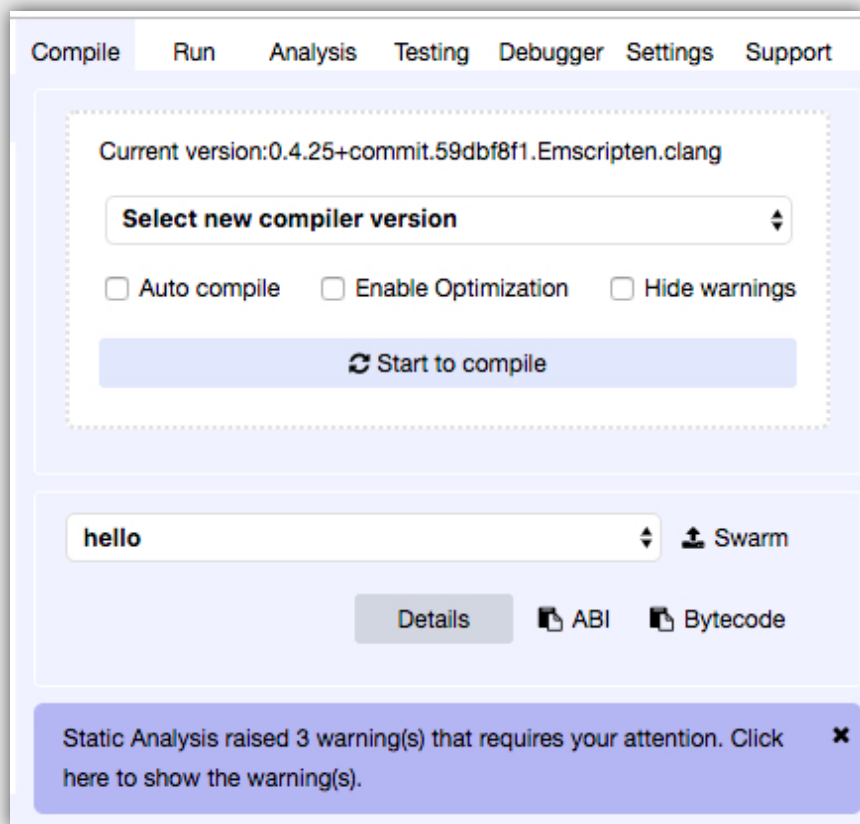 Compile Run Analysis Testing Debugger Settings Support
Current version:0.4.25+commit.59dbf8f1.Emscripten.clang
Select new compiler version
Auto compile Enable Optimization Hide warnings
Start to compile
hello Swarm
Details ABI Bytecode
Static Analysis raised 3 warning(s) that requires your attention. Click
here to show the warning(s).